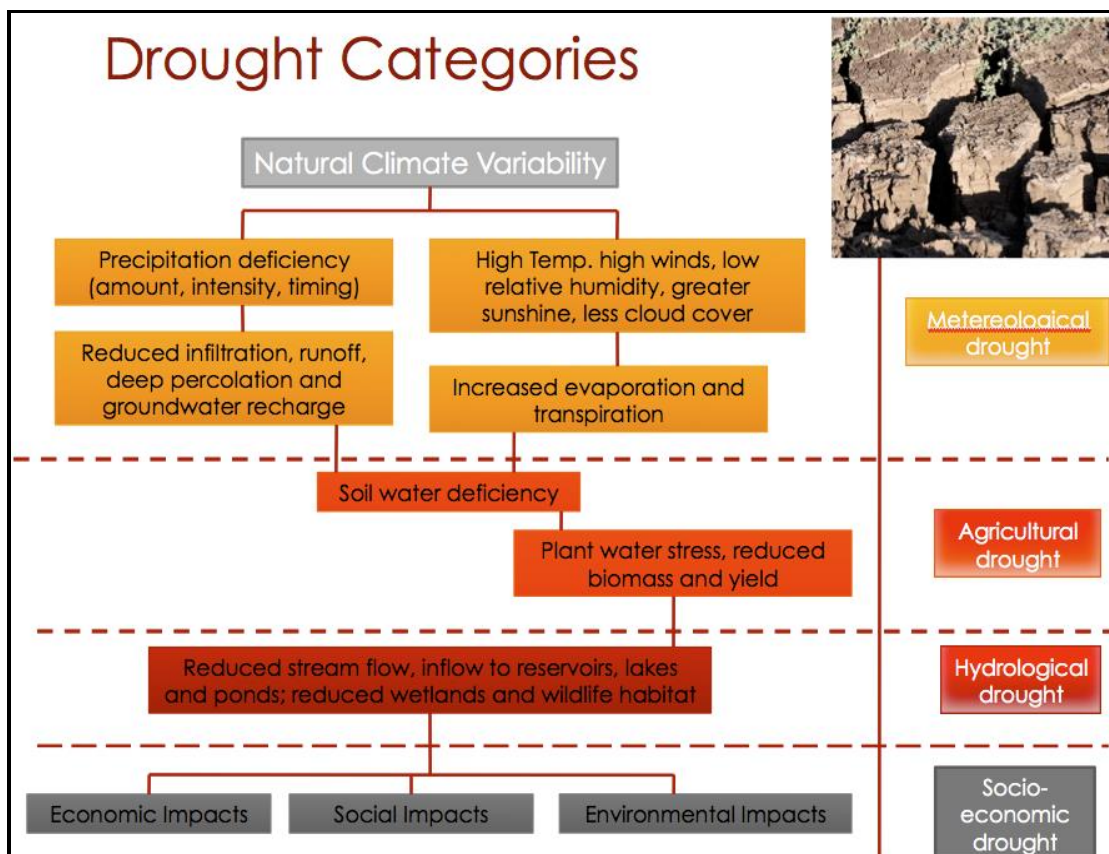 Drought Categories
Natural Climate Variability
Precipitation deficiency
(amount, intensity, timing)
High Temp. high winds, low
relative humidity, greater
sunshine, less cloud cover
Metereological
drought
Reduced infiltration, runoff,
deep percolation and
groundwater recharge
Increased evaporation and
transpiration
Soil water deficiency
Plant water stress, reduced
biomass and yield
Agricultural
drought
Reduced stream flow, inflow to reservoirs, lakes
and ponds; reduced wetlands and wildlife habitat
Hydrological
drought
Economic Impacts
Social Impacts
Environmental Impacts
Socio-
economic
drought